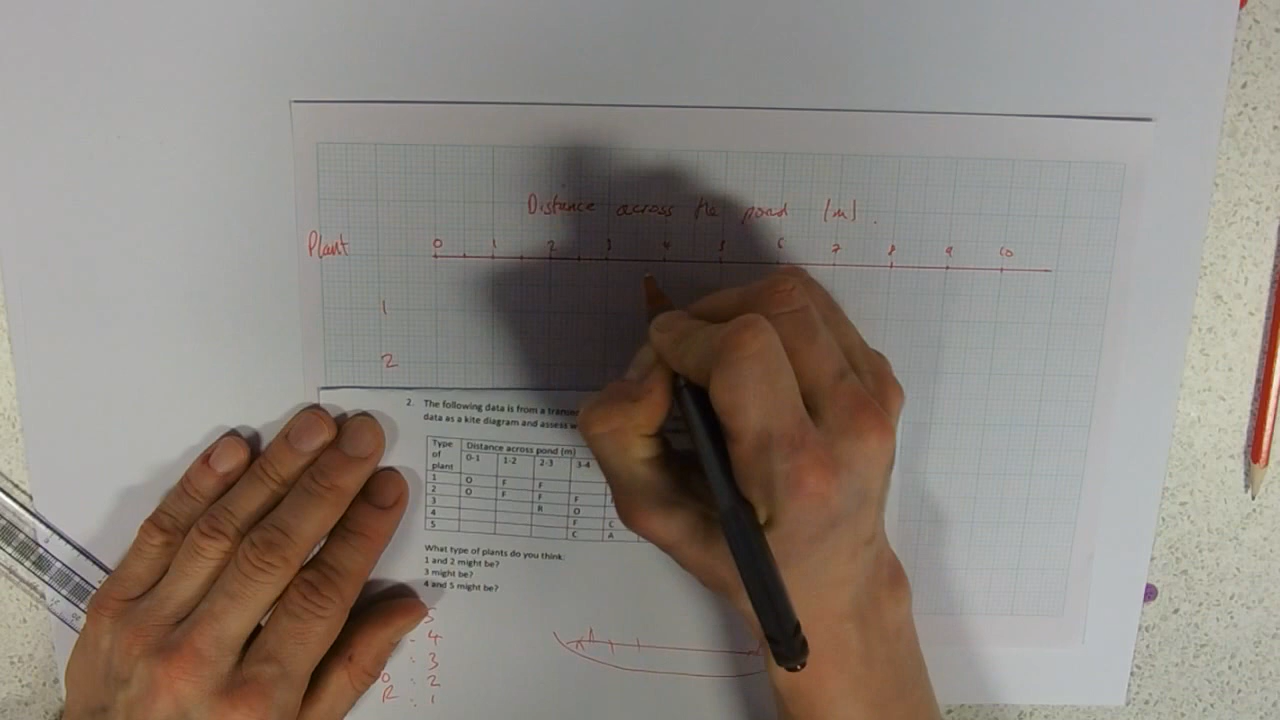 Distance across the pond (m).
Plant 0 1 2 3 4 5 6 7 8 9 10
1
2
2. The following data is from a
data as a kite diagram and assess
Type of plant Distance across pond (m)
0-1 1-2 2-3 3-4
1 O F F
2 O F F F
3 R O
4 F C
5 C A
What type of plants do you think:
1 and 2 might be?
3 might be?
4 and 5 might be?
5
- 4
: 3
O : 2
R : 1